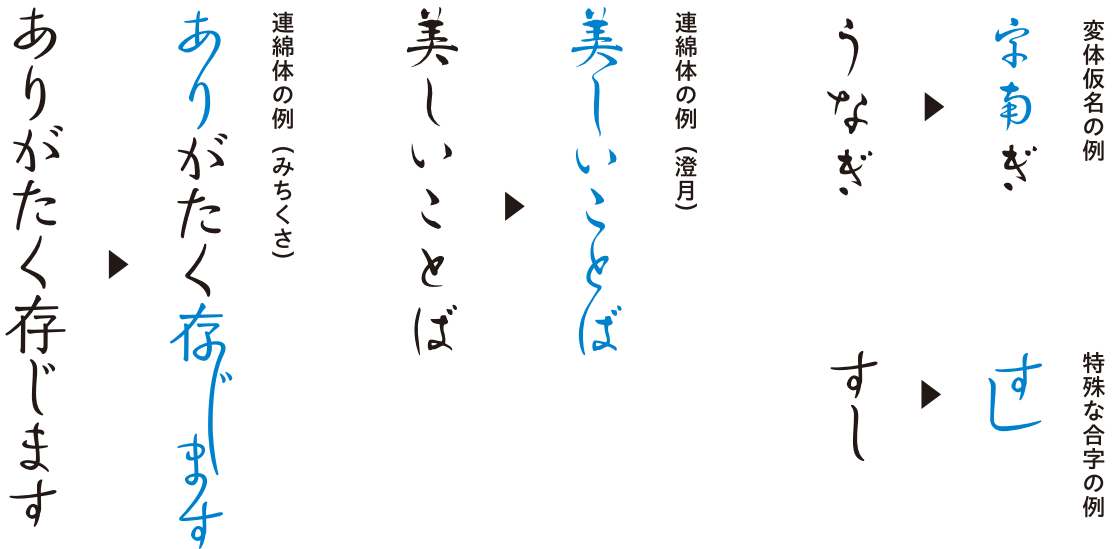 変体仮名の例
字南ぎ
うなぎ
特殊な合字の例
すし
すし
連綿体の例（澄月）
美しいことば
美しいことば
連綿体の例（みちくさ）
ありがたく存じます
ありがたく存じます